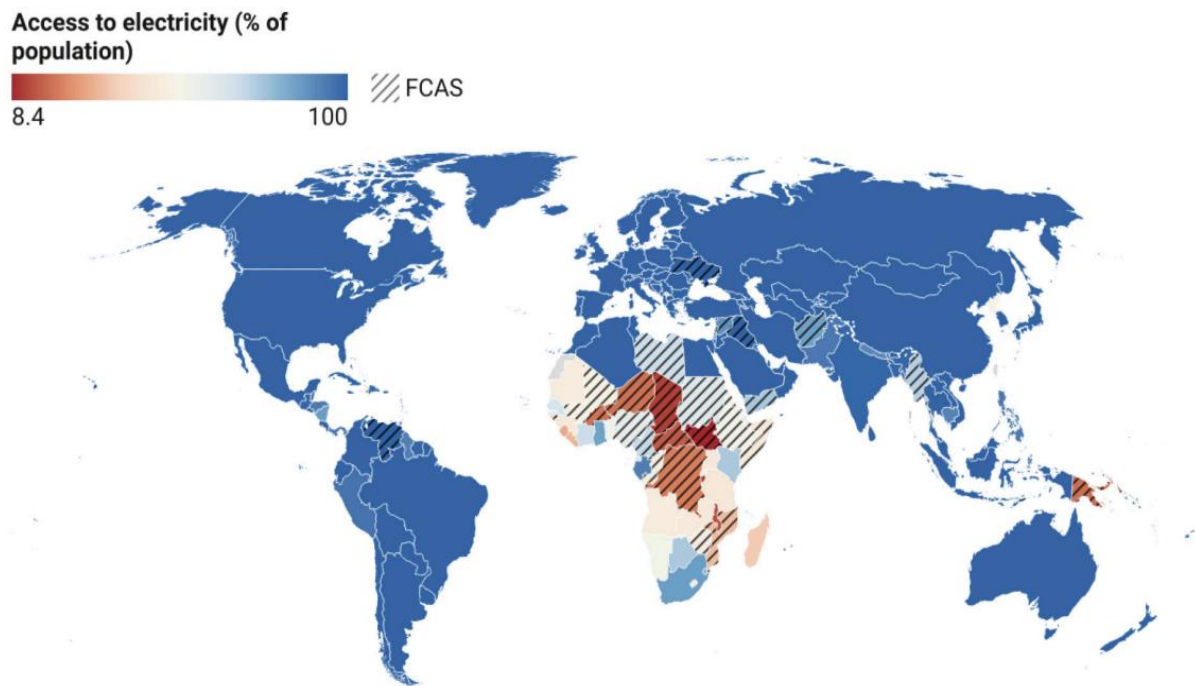 Access to electricity (% of
population)
FCAS
8.4
100